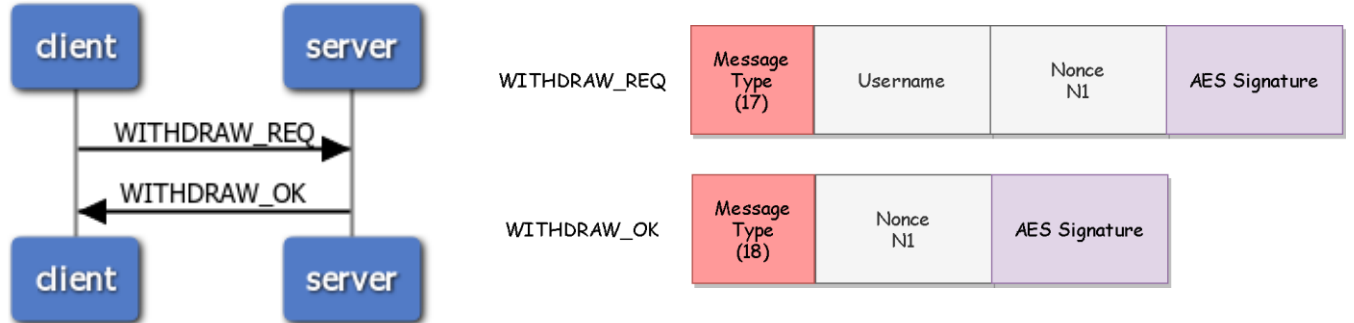 client
server
WITHDRAW_REQ
WITHDRAW_OK
client
server
WITHDRAW_REQ
Message
Type
(17)
Username
Nonce
N1
AES Signature
WITHDRAW_OK
Message
Type
(18)
Nonce
N1
AES Signature